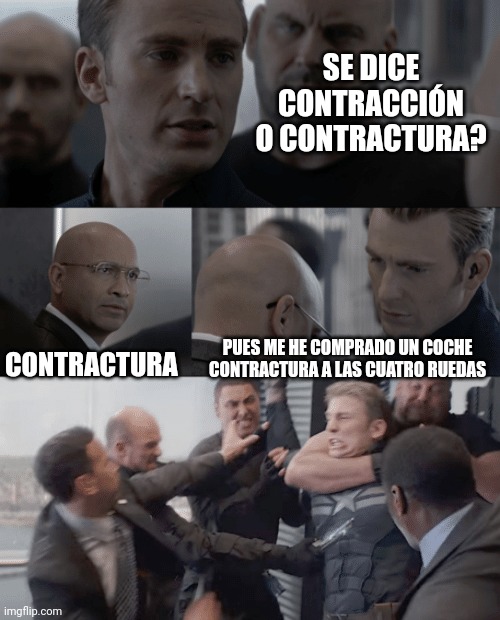 SE DICE
CONTRACCIÓN
O CONTRACTURA?
CONTRACTURA
PUES ME HE COMPRADO UN COCHE
CONTRACTURA A LAS CUATRO RUEDAS
imgflip.com